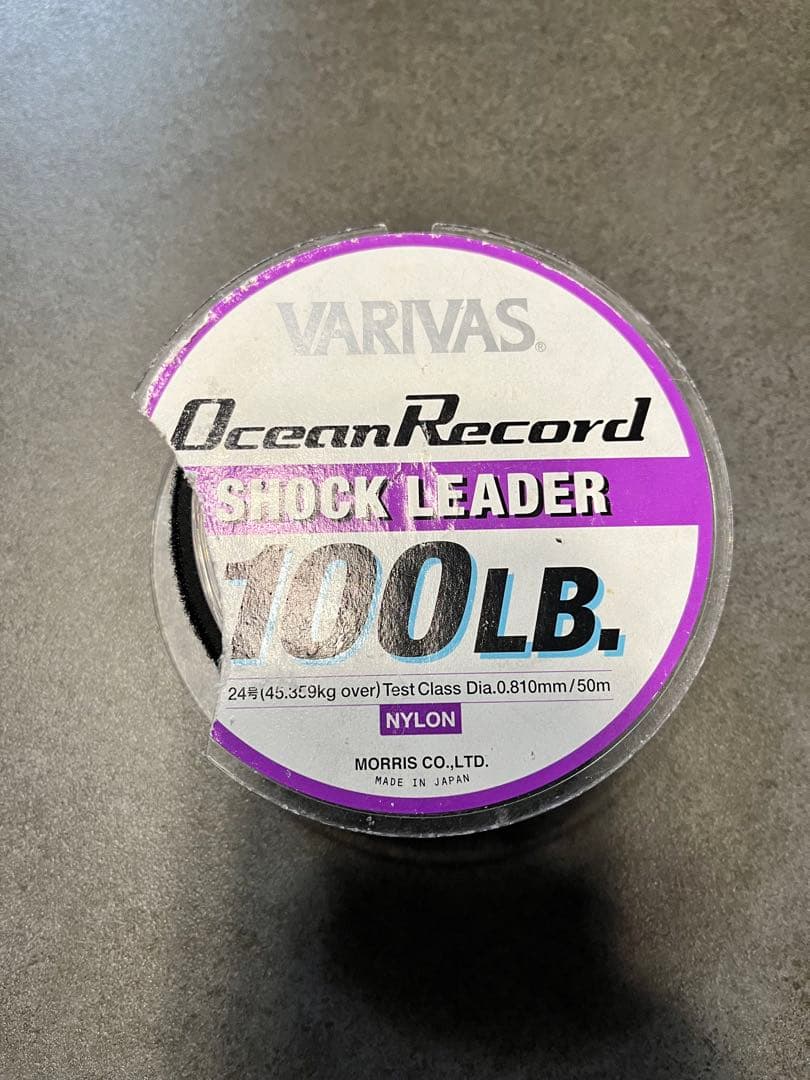 VARIVAS®
OceanRecord
SHOCK LEADER
100LB.
24号(45.359kg over) Test Class Dia.0.810mm/50m
NYLON
MORRIS CO.,LTD.
MADE IN JAPAN